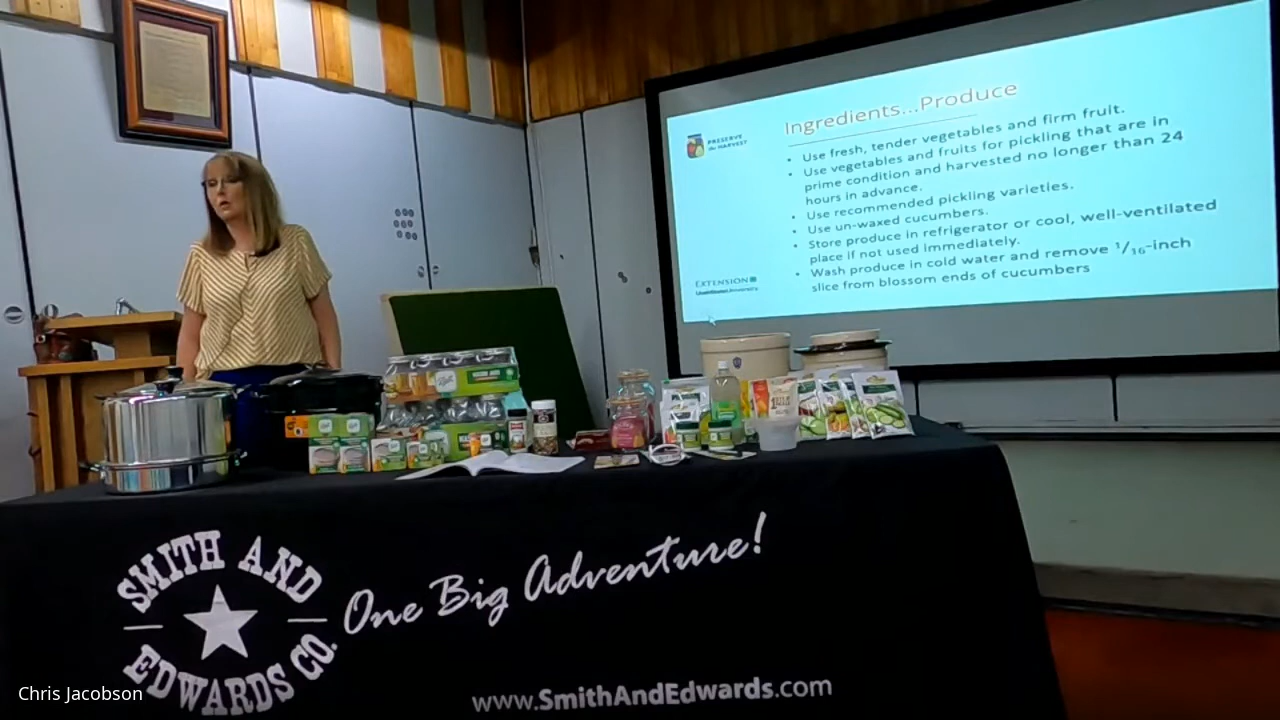 Ingredients...Produce
PRESERVE
the HARVEST
• Use fresh, tender vegetables and firm fruit.
• Use vegetables and fruits for pickling that are in
prime condition and harvested no longer than 24
hours in advance.
• Use recommended pickling varieties.
• Use un-waxed cucumbers.
• Store produce in refrigerator or cool, well-ventilated
place if not used immediately.
• Wash produce in cold water and remove 1/16-inch
slice from blossom ends of cucumbers
EXTENSION
UtahStateUniversity
Ball
SMITH AND
EDWARDS CO.
One Big Adventure!
www.SmithAndEdwards.com
Chris Jacobson